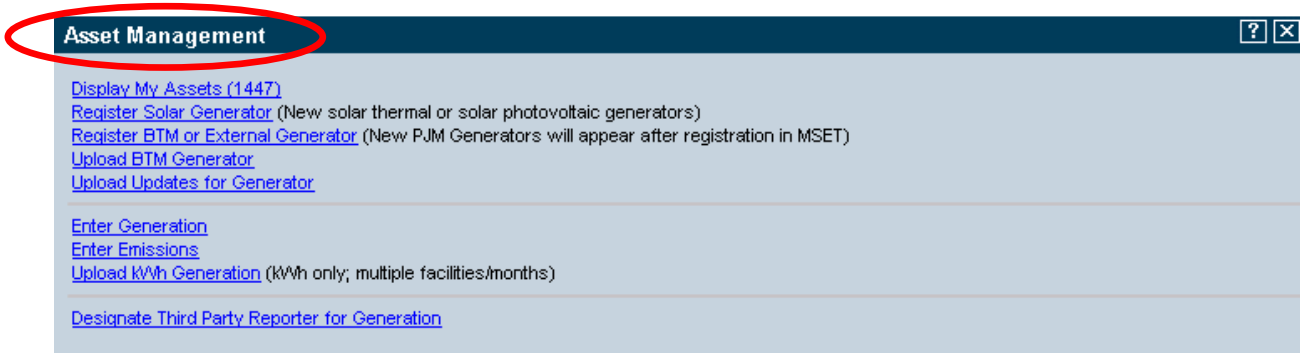 Asset Management
Display My Assets (1447)
Register Solar Generator (New solar thermal or solar photovoltaic generators)
Register BTM or External Generator (New PJM Generators will appear after registration in MSET)
Upload BTM Generator
Upload Updates for Generator
Enter Generation
Enter Emissions
Upload kWh Generation (kWh only; multiple facilities/months)
Designate Third Party Reporter for Generation